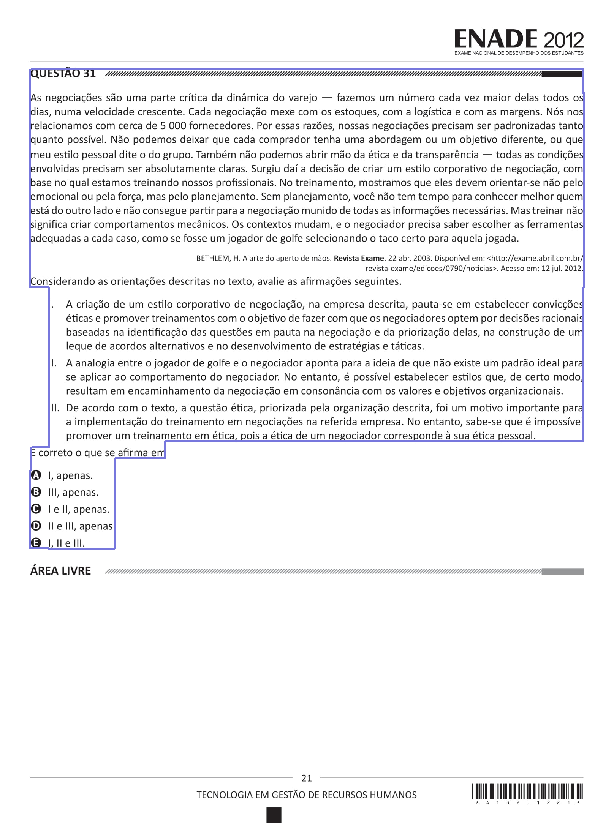 ENADE 2012
EXAME NACIONAL DE DESEMPENHO DOS ESTUDANTES
QUESTÃO 31
As negociações são uma parte crítica da dinâmica do varejo — fazemos um número cada vez maior delas todos os
dias, numa velocidade crescente. Cada negociação mexe com os estoques, com a logística e com as margens. Nós nos
relacionamos com cerca de 5 000 fornecedores. Por essas razões, nossas negociações precisam ser padronizadas tanto
quanto possível. Não podemos deixar que cada comprador tenha uma abordagem ou um objetivo diferente, ou que
meu estilo pessoal dite o do grupo. Também não podemos abrir mão da ética e da transparência — todas as condições
envolvidas precisam ser absolutamente claras. Surgiu daí a decisão de criar um estilo corporativo de negociação, com
base no qual estamos treinando nossos profissionais. No treinamento, mostramos que eles devem orientar-se não pelo
emocional ou pela força, mas pelo planejamento. Sem planejamento, você não tem tempo para conhecer melhor quem
está do outro lado e não consegue partir para a negociação munido de todas as informações necessárias. Mas treinar não
significa criar comportamentos mecânicos. Os contextos mudam, e o negociador precisa saber escolher as ferramentas
adequadas a cada caso, como se fosse um jogador de golfe selecionando o taco certo para aquela jogada.
BETHLEM, H. A arte do aperto de mãos. Revista Exame. 22 abr. 2003. Disponível em: <http://exame.abril.com.br/
revista-exame/edicoes/0790/noticias>. Acesso em: 12 jul. 2012.
Considerando as orientações descritas no texto, avalie as afirmações seguintes.
I. A criação de um estilo corporativo de negociação, na empresa descrita, pauta-se em estabelecer convicções
éticas e promover treinamentos com o objetivo de fazer com que os negociadores optem por decisões racionais
baseadas na identificação das questões em pauta na negociação e da priorização delas, na construção de um
leque de acordos alternativos e no desenvolvimento de estratégias e táticas.
II. A analogia entre o jogador de golfe e o negociador aponta para a ideia de que não existe um padrão ideal para
se aplicar ao comportamento do negociador. No entanto, é possível estabelecer estilos que, de certo modo,
resultam em encaminhamento da negociação em consonância com os valores e objetivos organizacionais.
III. De acordo com o texto, a questão ética, priorizada pela organização descrita, foi um motivo importante para
a implementação do treinamento em negociações na referida empresa. No entanto, sabe-se que é impossível
promover um treinamento em ética, pois a ética de um negociador corresponde à sua ética pessoal.
É correto o que se afirma em
A I, apenas.
B III, apenas.
C I e II, apenas.
D II e III, apenas.
E I, II e III.
ÁREA LIVRE
21
TECNOLOGIA EM GESTÃO DE RECURSOS HUMANOS